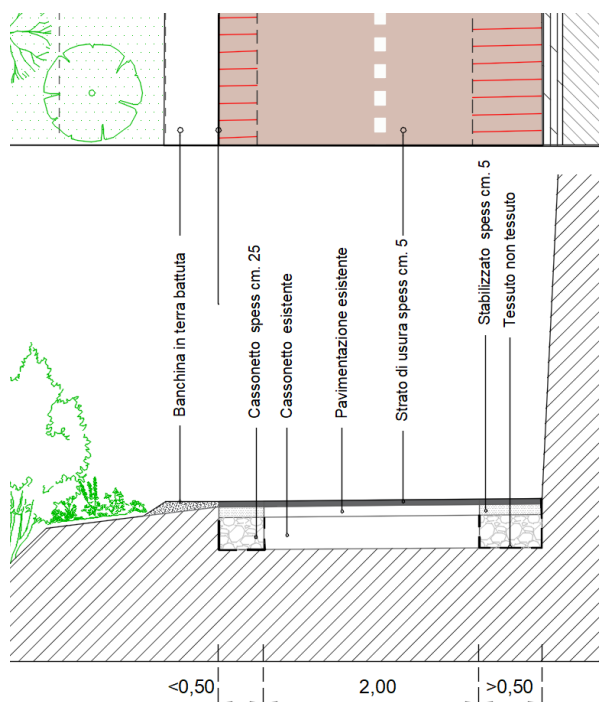 Banchina in terra battuta
Cassonetto spess cm. 25
Cassonetto esistente
Pavimentazione esistente
Strato di usura spess cm. 5
Stabilizzato spess cm. 5
Tessuto non tessuto
<0,50
2,00
>0,50